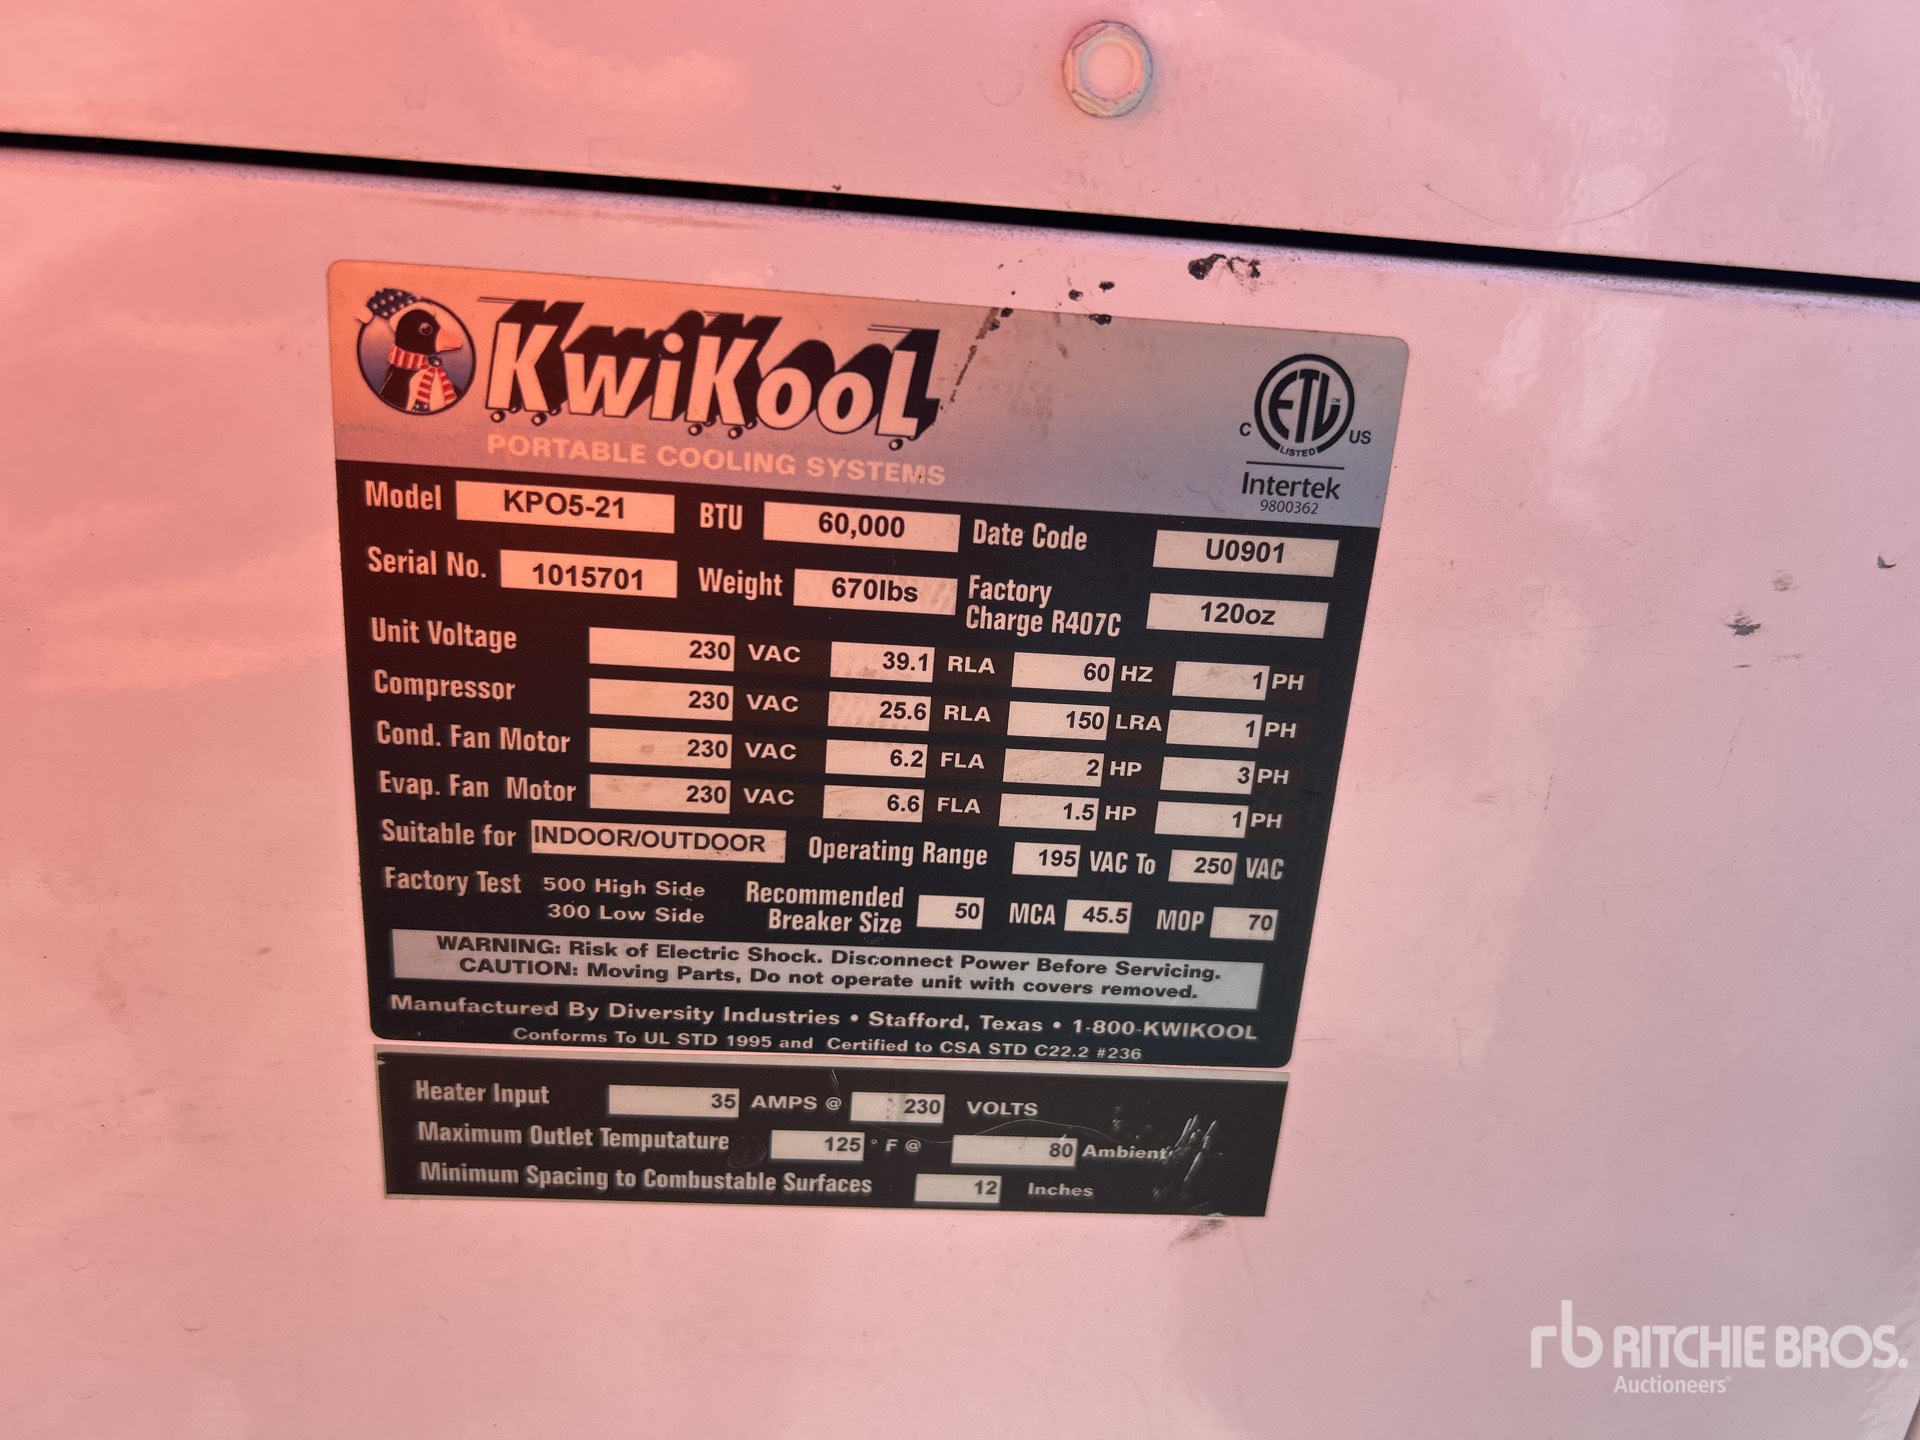 KwiKool
PORTABLE COOLING SYSTEMS
ETL CM
LISTED
C US
Intertek
9800362
Model KPO5-21 BTU 60,000 Date Code U0901
Serial No. 1015701 Weight 670lbs Factory Charge R407C 120oz
Unit Voltage 230 VAC 39.1 RLA 60 HZ 1 PH
Compressor 230 VAC 25.6 RLA 150 LRA 1 PH
Cond. Fan Motor 230 VAC 6.2 FLA 2 HP 3 PH
Evap. Fan Motor 230 VAC 6.6 FLA 1.5 HP 1 PH
Suitable for INDOOR/OUTDOOR Operating Range 195 VAC To 250 VAC
Factory Test 500 High Side 300 Low Side Recommended Breaker Size 50 MCA 45.5 MOP 70
WARNING: Risk of Electric Shock. Disconnect Power Before Servicing.
CAUTION: Moving Parts, Do not operate unit with covers removed.
Manufactured By Diversity Industries • Stafford, Texas • 1-800-KWIKOOL
Conforms To UL STD 1995 and Certified to CSA STD C22.2 #236
Heater Input 35 AMPS @ 230 VOLTS
Maximum Outlet Temputature 125 ° F @ 80 Ambient
Minimum Spacing to Combustable Surfaces 12 Inches
rb RITCHIE BROS.
Auctioneers